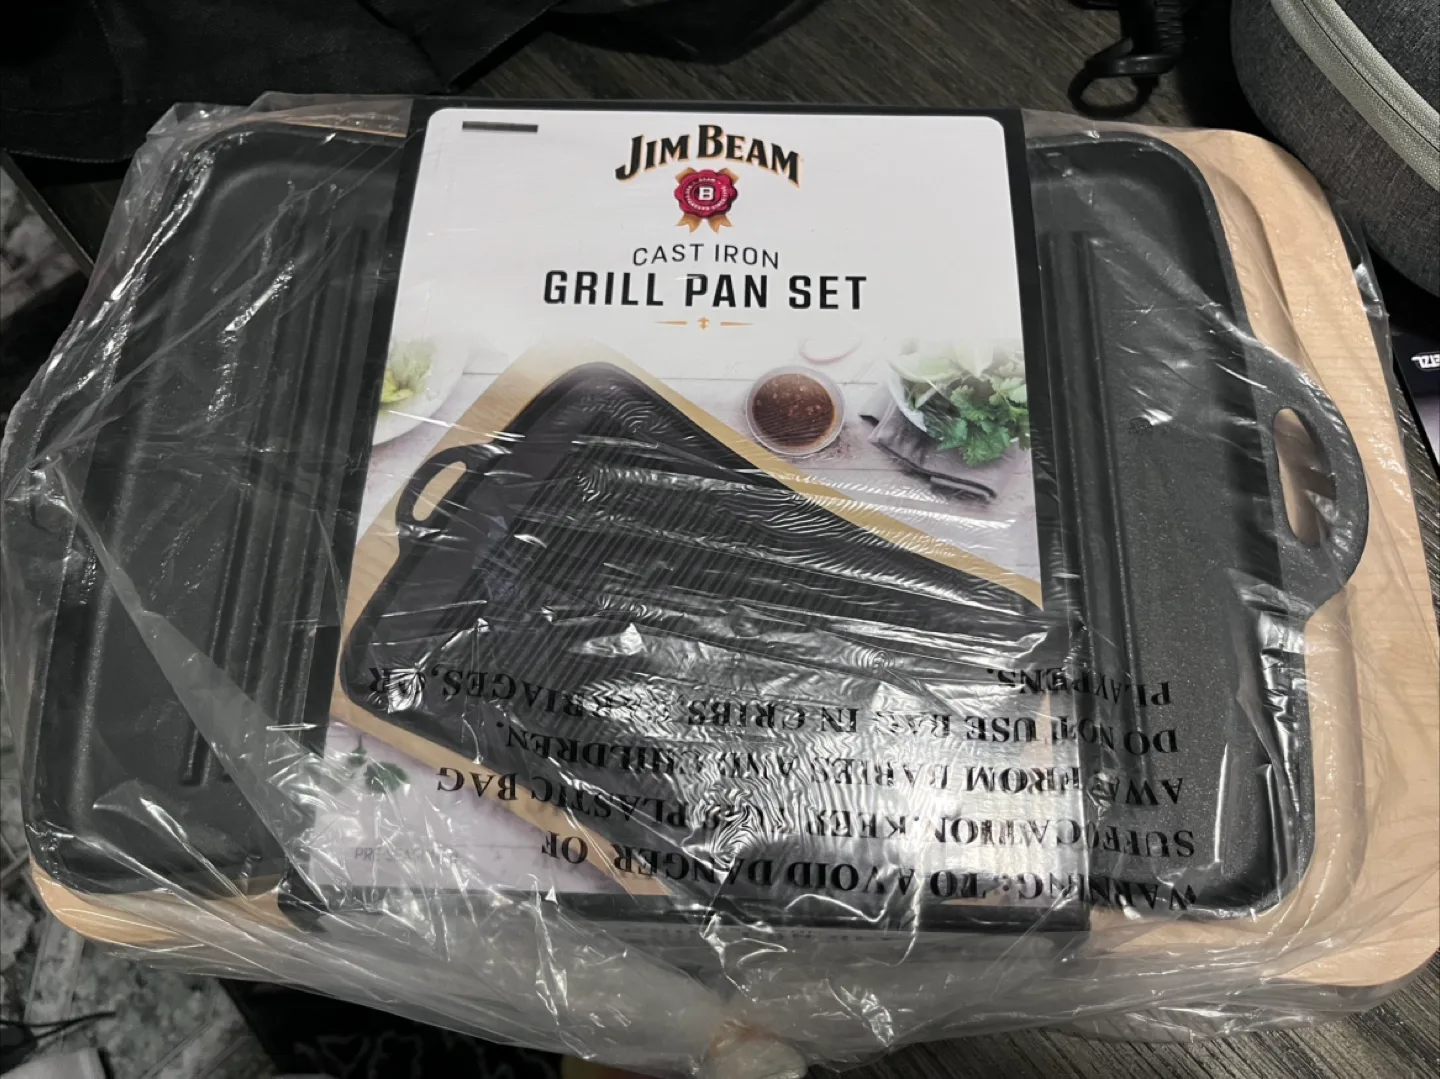 JIM BEAM
B
CAST IRON
GRILL PAN SET
WARNING: TO AVOID DANGER OF
SUFFOCATION, KEEP THIS PLASTIC BAG
AWAY FROM BABIES AND CHILDREN.
DO NOT USE BAG IN CRIBS, CARRIAGES, OR
PLAYPENS.